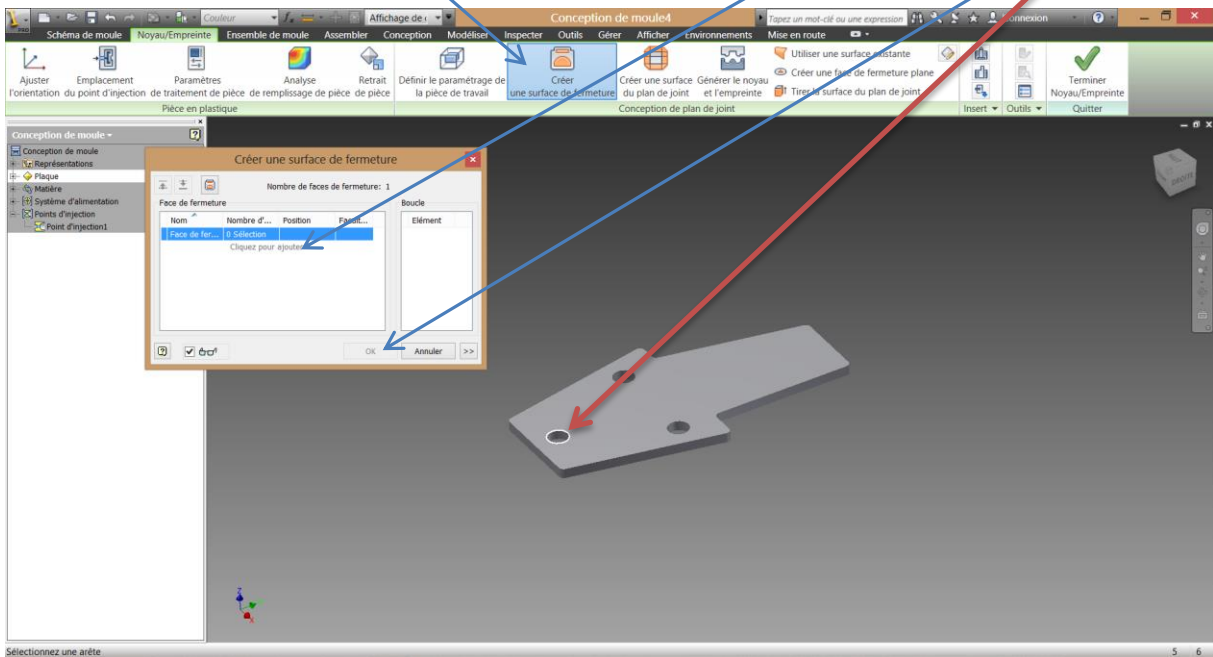 PRO
Couleur
Affichage de
Conception de moule4
Tapez un mot-clé ou une expression
Connexion
Schéma de moule Noyau/Empreinte Ensemble de moule Assembler Conception Modéliser Inspecter Outils Gérer Afficher Environnements Mise en route
Ajuster
l'orientation
Emplacement
du point d'injection
Paramètres
de traitement de pièce
Analyse
de remplissage de pièce
Retrait
de pièce
Définir le paramétrage de
la pièce de travail
Créer
une surface de fermeture
Créer une surface
du plan de joint
Générer le noyau
et l'empreinte
Utiliser une surface existante
Créer une face de fermeture plane
Tirer la surface du plan de joint
Terminer
Noyau/Empreinte
Pièce en plastique Conception de plan de joint Insert Outils Quitter
Conception de moule
Conception de moule
Représentations
Plaque
Matière
Système d'alimentation
Points d'injection
Point d'injection1
Créer une surface de fermeture
Nombre de faces de fermeture: 1
Face de fermeture Boucle
Nom Nombre d'... Position Elément
Face de fer... 0 Sélection
Cliquez pour ajouter
OK Annuler >>
DROITE
Z
X
Sélectionnez une arête 5 6